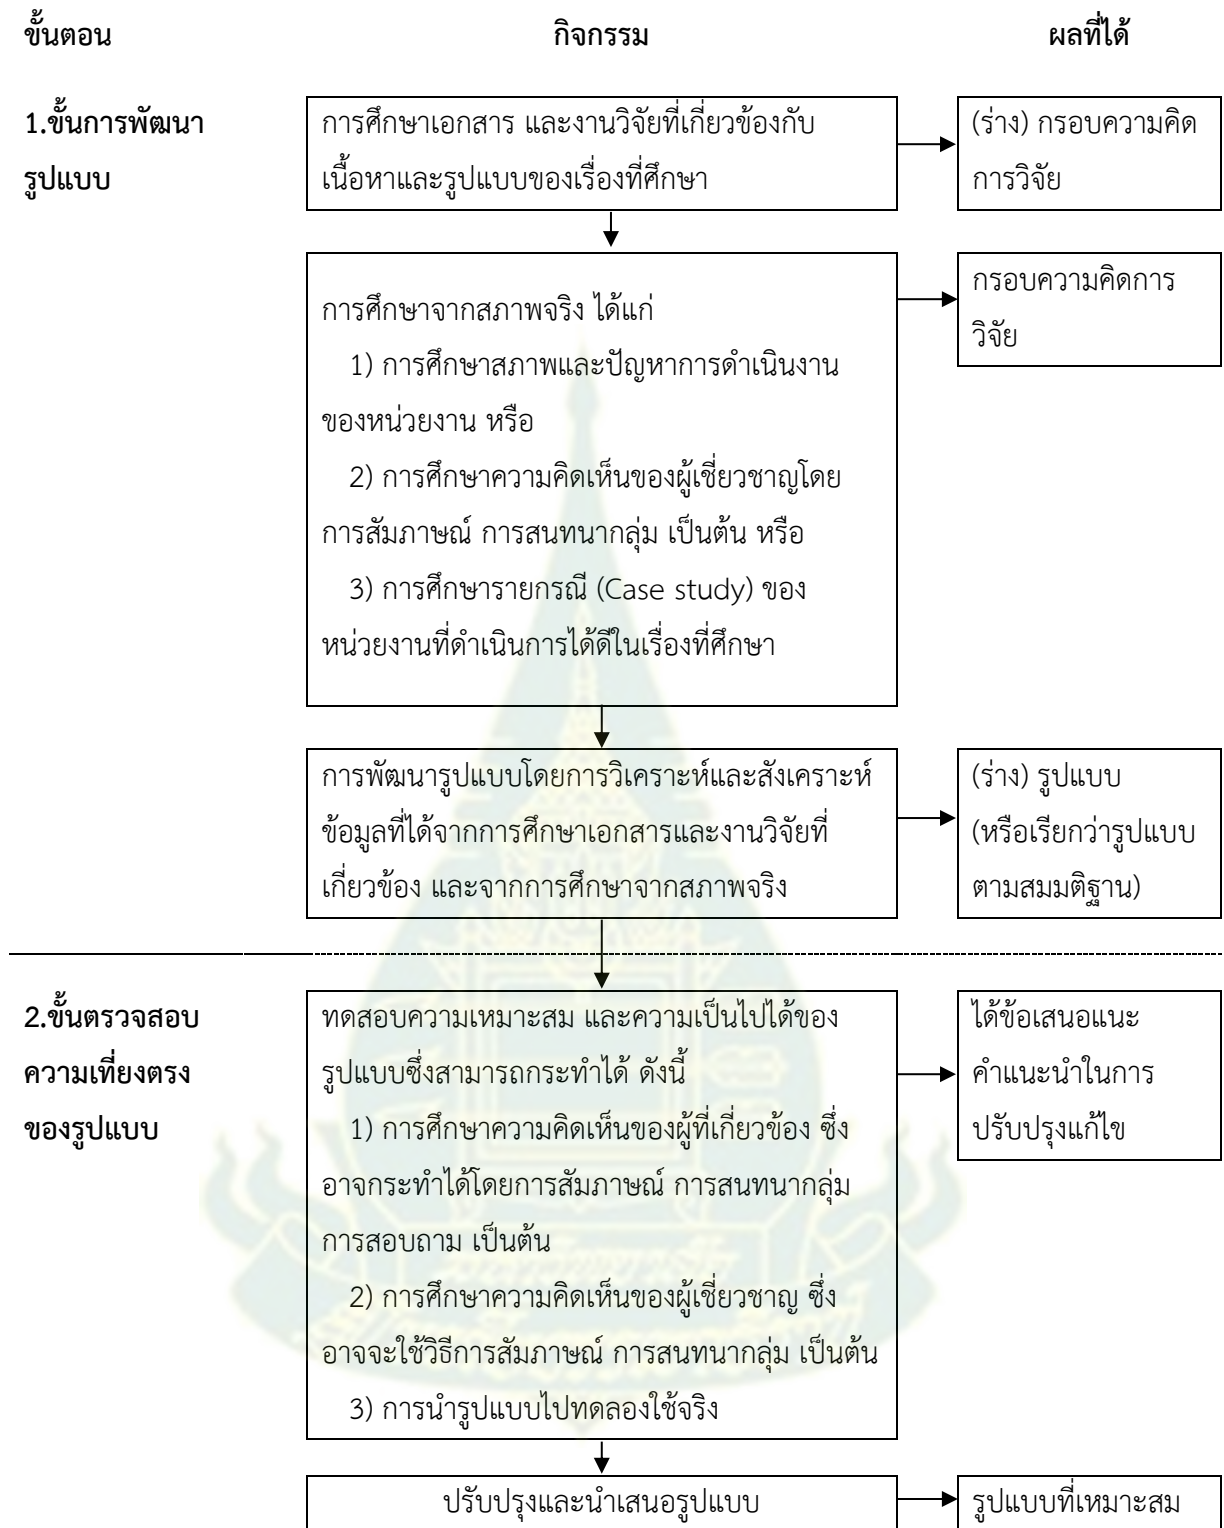 ขั้นตอน กิจกรรม ผลที่ได้
1.ขั้นการพัฒนา
รูปแบบ
การศึกษาเอกสาร และงานวิจัยที่เกี่ยวข้องกับ
เนื้อหาและรูปแบบของเรื่องที่ศึกษา
(ร่าง) กรอบความคิด
การวิจัย
การศึกษาจากสภาพจริง ได้แก่
1) การศึกษาสภาพและปัญหาการดำเนินงาน
ของหน่วยงาน หรือ
2) การศึกษาความคิดเห็นของผู้เชี่ยวชาญโดย
การสัมภาษณ์ การสนทนากลุ่ม เป็นต้น หรือ
3) การศึกษารายกรณี (Case study) ของ
หน่วยงานที่ดำเนินการได้ดีในเรื่องที่ศึกษา
กรอบความคิดการ
วิจัย
การพัฒนารูปแบบโดยการวิเคราะห์และสังเคราะห์
ข้อมูลที่ได้จากการศึกษาเอกสารและงานวิจัยที่
เกี่ยวข้อง และจากการศึกษาจากสภาพจริง
(ร่าง) รูปแบบ
(หรือเรียกว่ารูปแบบ
ตามสมมติฐาน)
2.ขั้นตรวจสอบ
ความเที่ยงตรง
ของรูปแบบ
ทดสอบความเหมาะสม และความเป็นไปได้ของ
รูปแบบซึ่งสามารถกระทำได้ ดังนี้
1) การศึกษาความคิดเห็นของผู้ที่เกี่ยวข้อง ซึ่ง
อาจกระทำได้โดยการสัมภาษณ์ การสนทนากลุ่ม
การสอบถาม เป็นต้น
2) การศึกษาความคิดเห็นของผู้เชี่ยวชาญ ซึ่ง
อาจจะใช้วิธีการสัมภาษณ์ การสนทนากลุ่ม เป็นต้น
3) การนำรูปแบบไปทดลองใช้จริง
ได้ข้อเสนอแนะ
คำแนะนำในการ
ปรับปรุงแก้ไข
ปรับปรุงและนำเสนอรูปแบบ
รูปแบบที่เหมาะสม